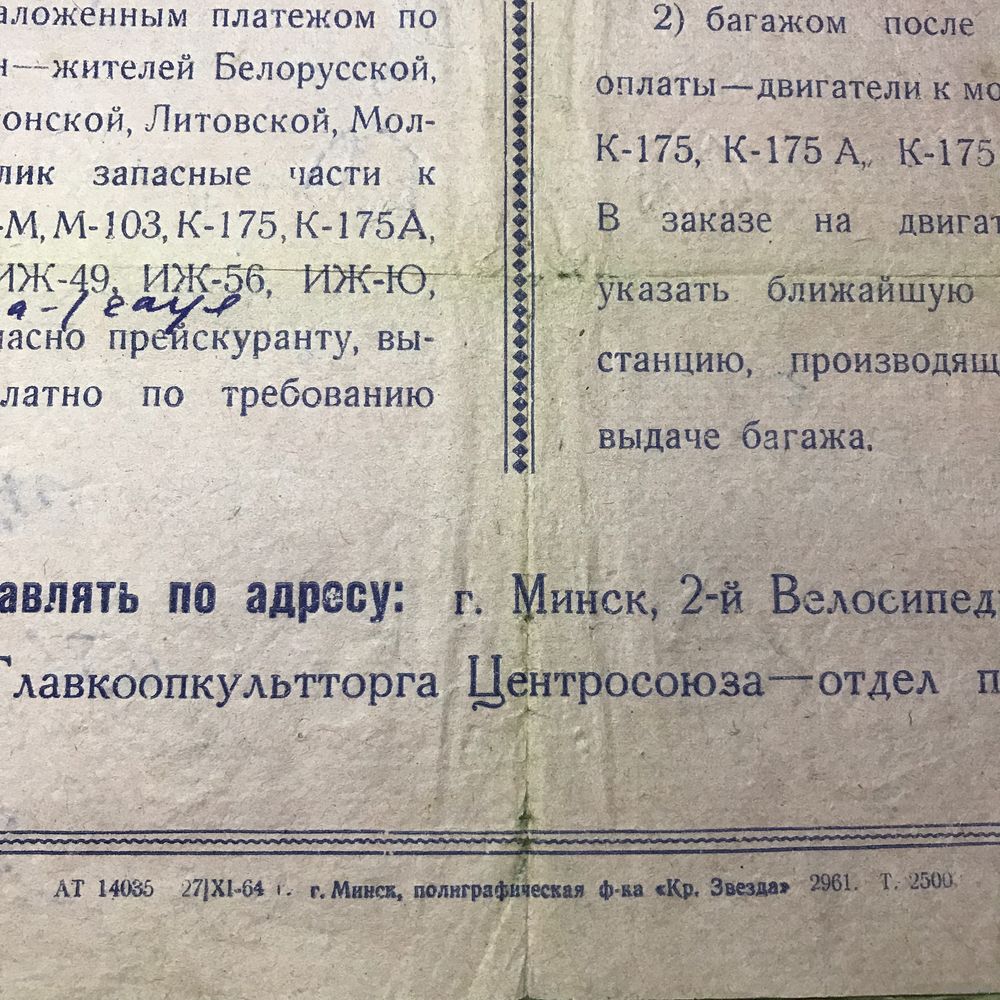 аложенным платежом по
н—жителей Белорусской,
онской, Литовской, Мол-
лик запасные части к
-М, М-103, К-175, К-175А,
ИЖ-49, ИЖ-56, ИЖ-Ю,
ласно прейскуранту, вы-
латно по требованию
2) багажом после
оплаты—двигатели к мо
К-175, К-175 А, К-175
В заказе на двигат
указать ближайшую
станцию, производящ
выдаче багажа.
авлять по адресу: г. Минск, 2-й Велосипед
Главкоопкультторга Центросоюза—отдел п
АТ 14035 27|XI-64 г. г. Минск, полиграфическая ф-ка «Кр. Звезда» 2961. Т. 2500